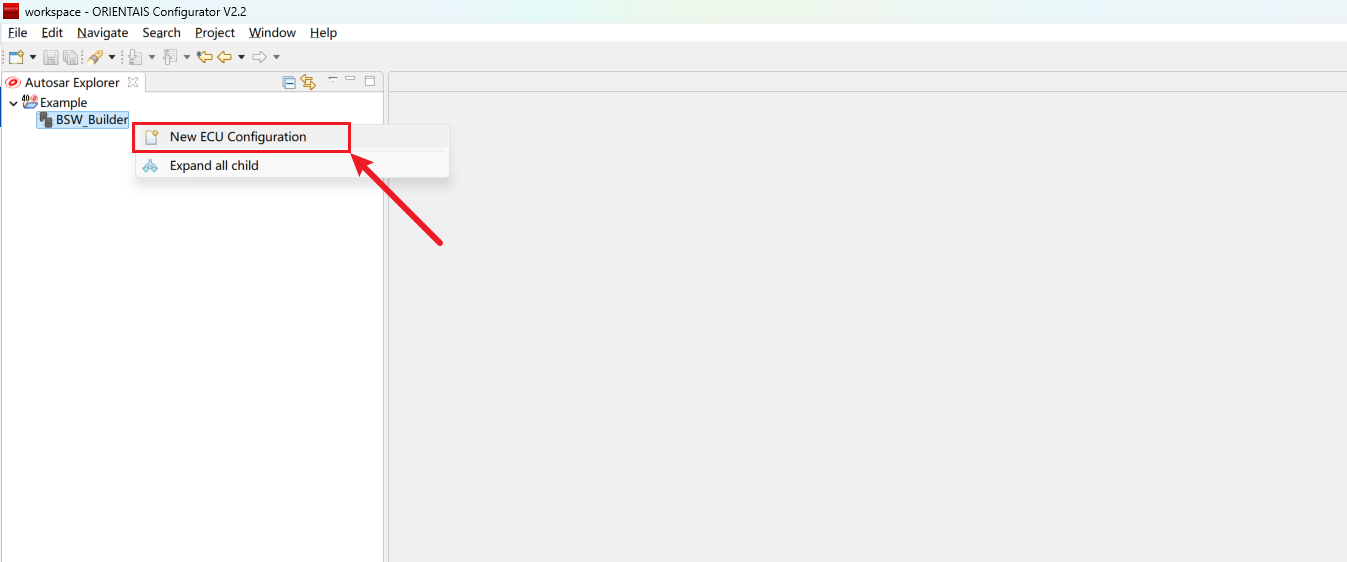 workspace - ORIENTAIS Configurator V2.2
File Edit Navigate Search Project Window Help
Autosar Explorer
Example
BSW_Builder
New ECU Configuration
Expand all child